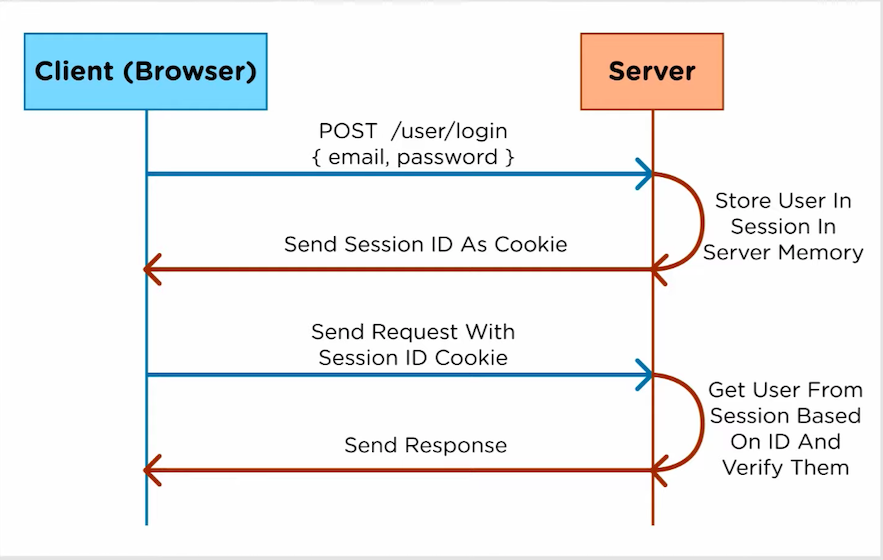 Client (Browser)
Server
POST /user/login
{ email, password }
Store User In
Session In
Server Memory
Send Session ID As Cookie
Send Request With
Session ID Cookie
Get User From
Session Based
On ID And
Verify Them
Send Response